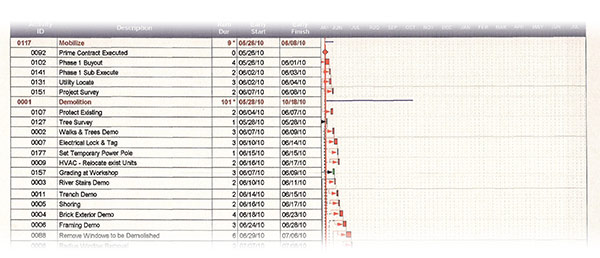 Activity ID Description Dur Early Start Early Finish
0117 Mobilize 9* 05/25/10 06/08/10
0092 Prime Contract Executed 0 05/25/10
0102 Phase 1 Buyout 4 05/26/10 06/01/10
0141 Phase 1 Sub Execute 2 06/02/10 06/03/10
0131 Utility Locate 3 06/02/10 06/04/10
0151 Project Survey 2 06/07/10 06/08/10
0001 Demolition 101* 05/28/10 10/18/10
0107 Protect Existing 2 06/04/10 06/07/10
0127 Tree Survey 1 05/28/10 05/28/10
0002 Walks & Trees Demo 3 06/07/10 06/09/10
0007 Electrical Lock & Tag 3 06/10/10 06/14/10
0177 Set Temporary Power Pole 1 06/15/10 06/15/10
0009 HVAC - Relocate exist Units 2 06/16/10 06/17/10
0157 Grading at Workshop 3 06/07/10 06/09/10
0003 River Stairs Demo 2 06/10/10 06/11/10
0011 Trench Demo 2 06/14/10 06/15/10
0005 Shoring 2 06/16/10 06/17/10
0004 Brick Exterior Demo 4 06/18/10 06/23/10
0006 Framing Demo 3 06/24/10 06/28/10
0088 Remove Windows to be Demolished 6 06/29/10 07/06/10
Window Removal